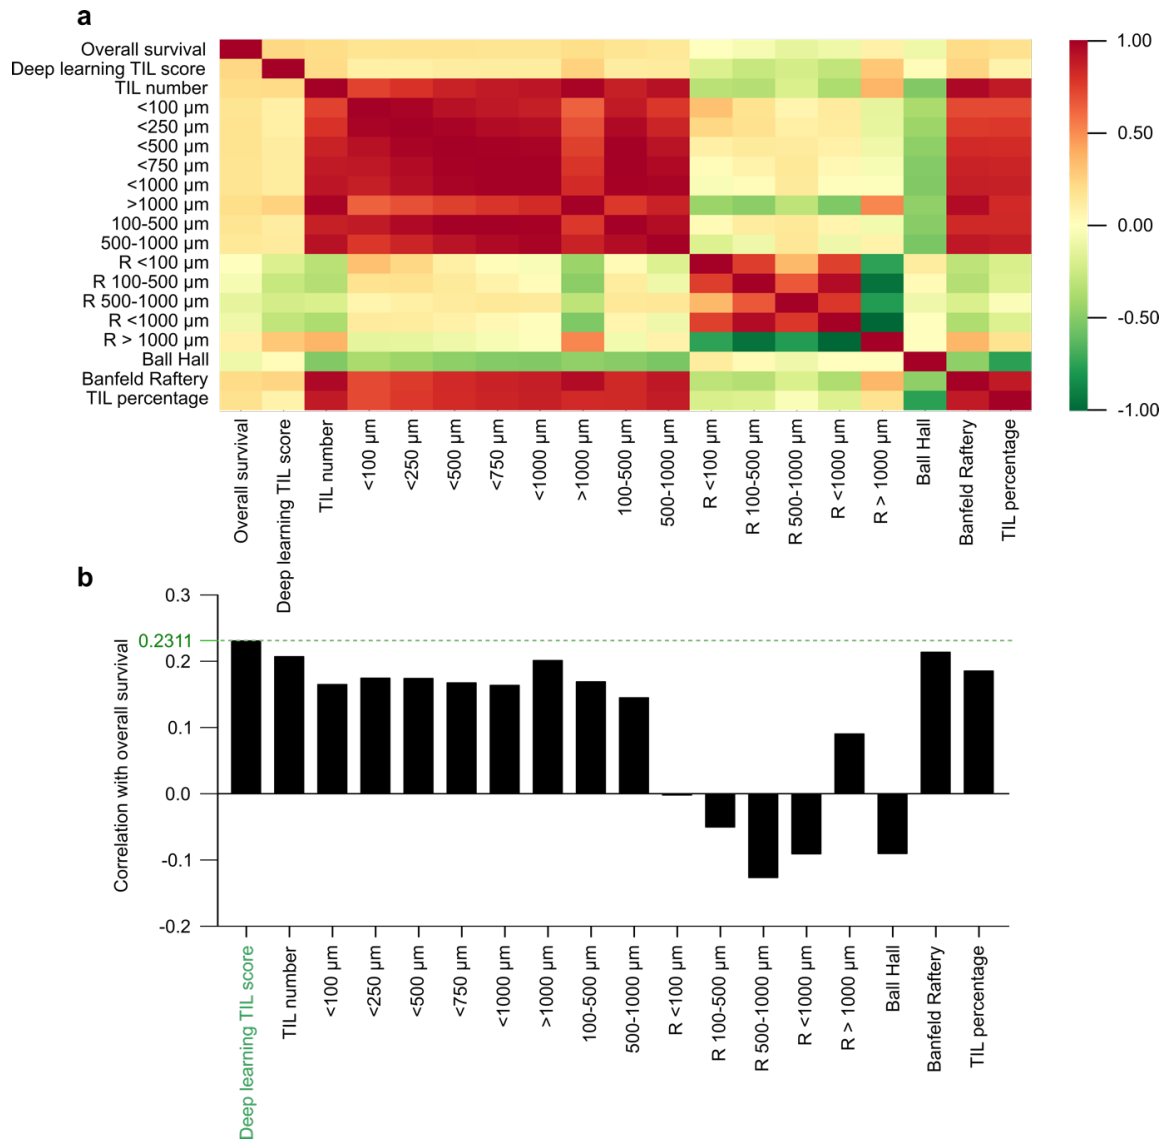 a
Overall survival
Deep learning TIL score
TIL number
<100 µm
<250 µm
<500 µm
<750 µm
<1000 µm
>1000 µm
100-500 µm
500-1000 µm
R <100 µm
R 100-500 µm
R 500-1000 µm
R <1000 µm
R > 1000 µm
Ball Hall
Banfeld Raftery
TIL percentage
1.00
0.50
0.00
-0.50
-1.00
Overall survival
Deep learning TIL score
TIL number
<100 µm
<250 µm
<500 µm
<750 µm
<1000 µm
>1000 µm
100-500 µm
500-1000 µm
R <100 µm
R 100-500 µm
R 500-1000 µm
R <1000 µm
R > 1000 µm
Ball Hall
Banfeld Raftery
TIL percentage
b
Correlation with overall survival
0.3
0.2311
0.2
0.1
0.0
-0.1
-0.2
Deep learning TIL score
TIL number
<100 µm
<250 µm
<500 µm
<750 µm
<1000 µm
>1000 µm
100-500 µm
500-1000 µm
R <100 µm
R 100-500 µm
R 500-1000 µm
R <1000 µm
R > 1000 µm
Ball Hall
Banfeld Raftery
TIL percentage